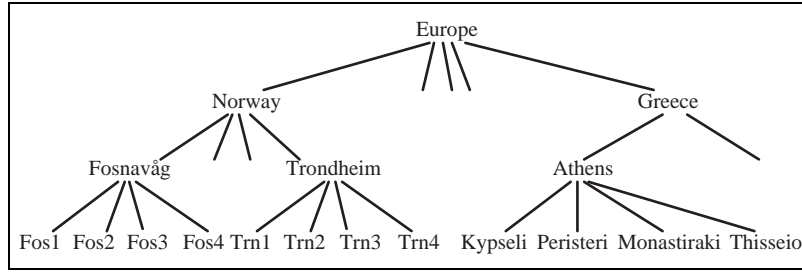 Europe
Norway Greece
Fosnavåg Trondheim Athens
Fos1 Fos2 Fos3 Fos4 Trn1 Trn2 Trn3 Trn4 Kypseli Peristeri Monastiraki Thisseio